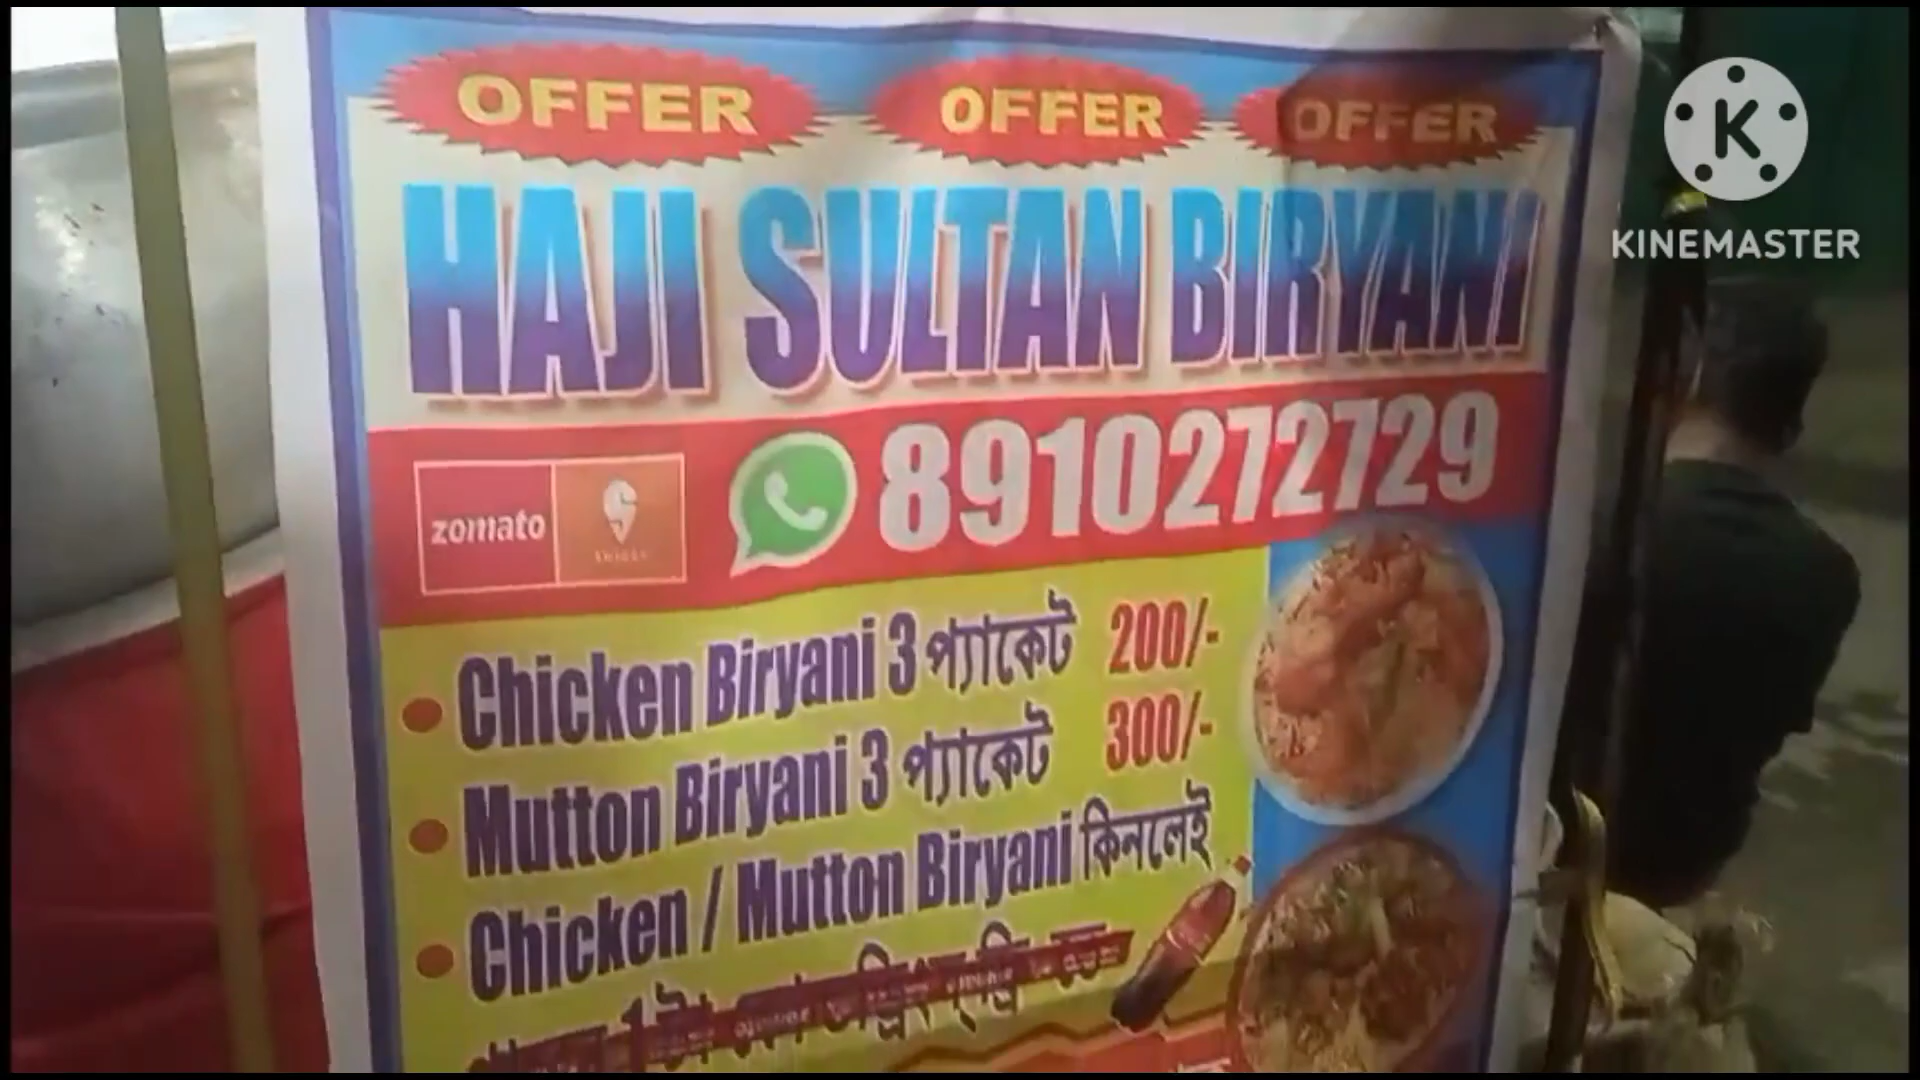 OFFER OFFER OFFER
HAJI SULTAN BIRYANI
zomato 8910272729
Chicken Biryani 3 প্যাকেট 200/-
Mutton Biryani 3 প্যাকেট 300/-
Chicken / Mutton Biryani কিনলেই
K
KINEMASTER